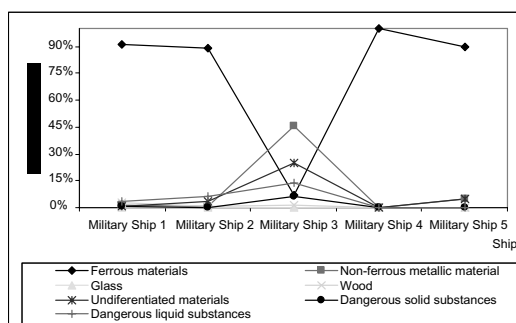 90%
75%
60%
45%
30%
15%
0%
Military Ship 1 Military Ship 2 Military Ship 3 Military Ship 4 Military Ship 5
Ship
Ferrous materials Non-ferrous metallic material
Glass Wood
Undifferentiated materials Dangerous solid substances
Dangerous liquid substances